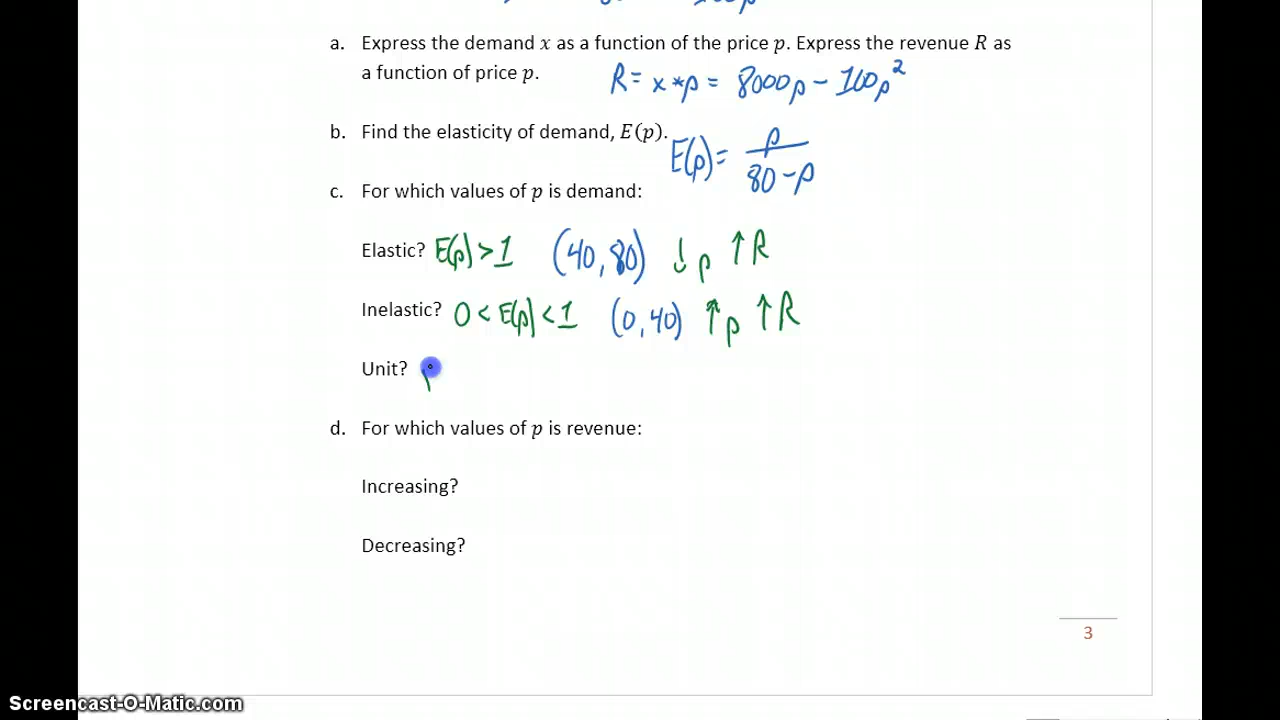 a. Express the demand x as a function of the price p. Express the revenue R as
a function of price p. R = x * p = 8000p - 100p²
b. Find the elasticity of demand, E(p). E(p) = p / (80 - p)
c. For which values of p is demand:
Elastic? E(p) > 1 (40, 80) ↓ p ↑ R
Inelastic? 0 < E(p) < 1 (0, 40) ↑ p ↑ R
Unit?
d. For which values of p is revenue:
Increasing?
Decreasing?
3
Screencast-O-Matic.com